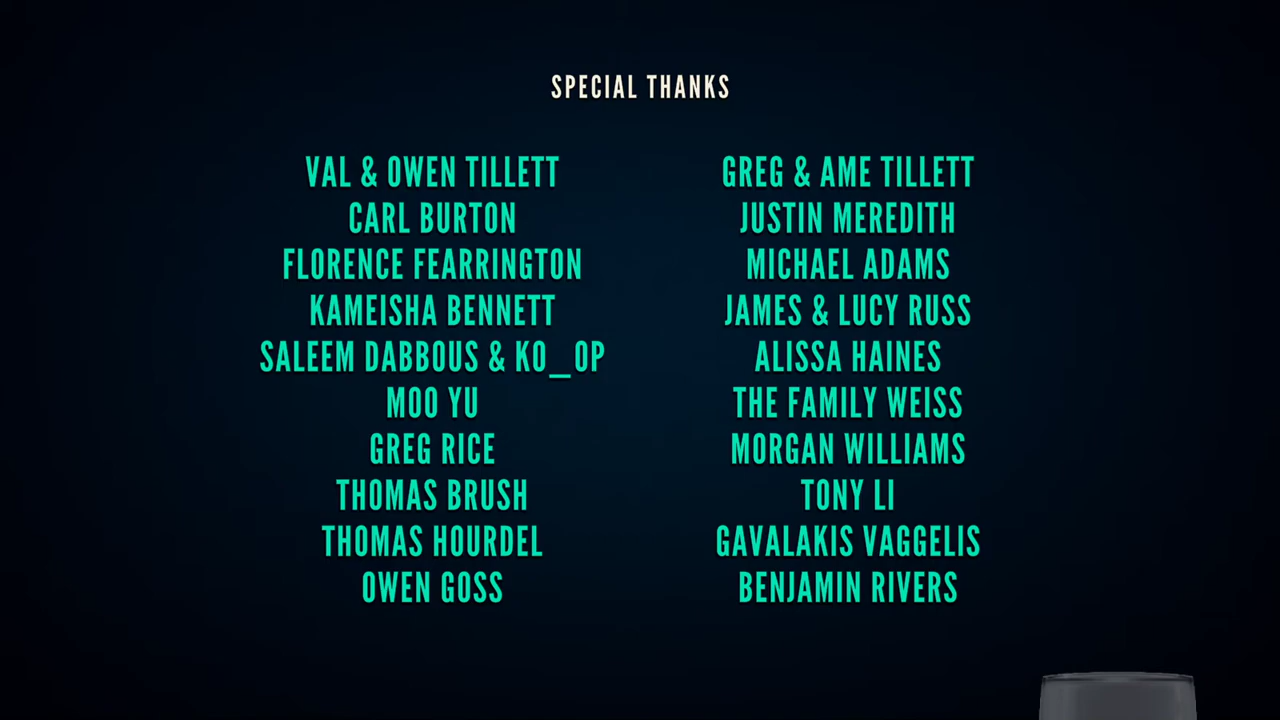 SPECIAL THANKS
VAL & OWEN TILLETT
CARL BURTON
FLORENCE FEARRINGTON
KAMEISHA BENNETT
SALEEM DABBOUS & KO_OP
MOO YU
GREG RICE
THOMAS BRUSH
THOMAS HOURDEL
OWEN GOSS
GREG & AME TILLETT
JUSTIN MEREDITH
MICHAEL ADAMS
JAMES & LUCY RUSS
ALISSA HAINES
THE FAMILY WEISS
MORGAN WILLIAMS
TONY LI
GAVALAKIS VAGGELIS
BENJAMIN RIVERS